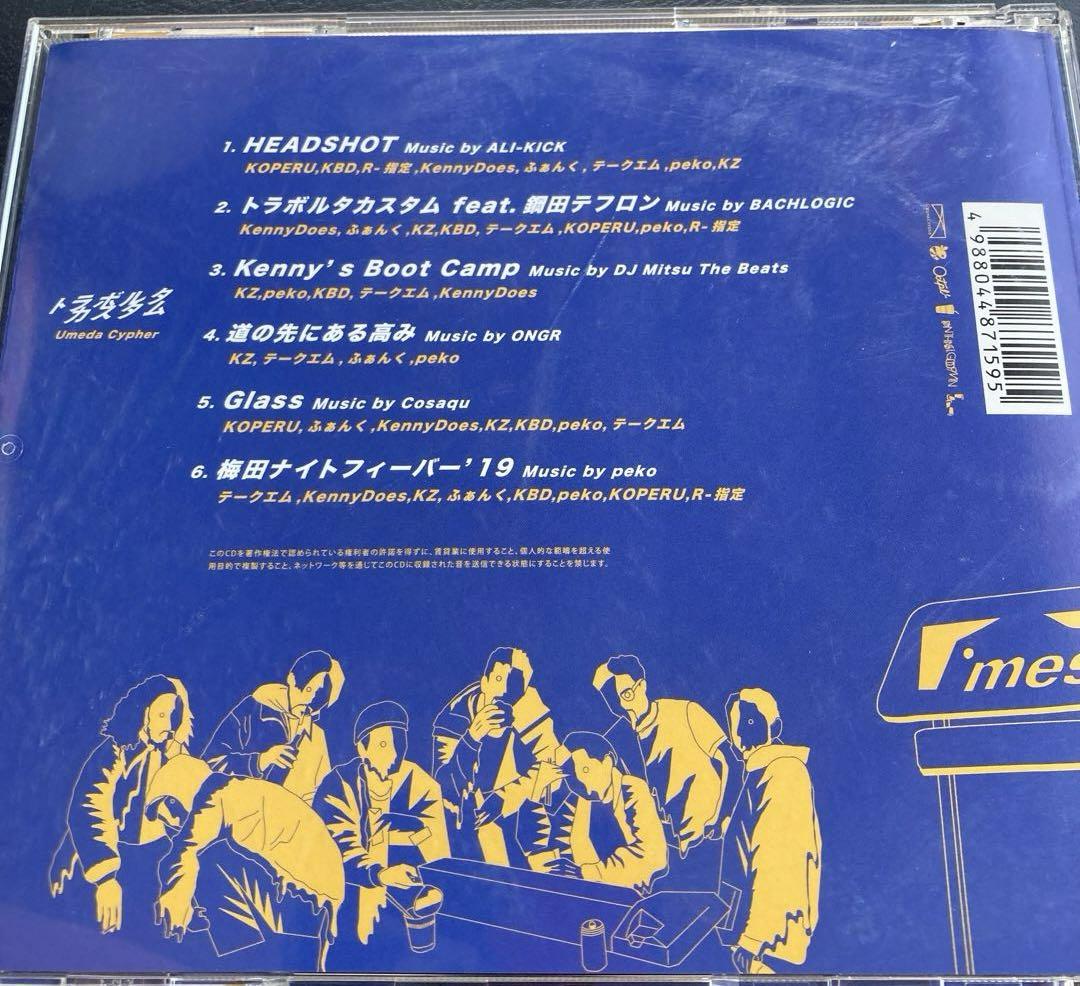 1. HEADSHOT Music by ALI-KICK
KOPERU,KBD,R-指定,KennyDoes,ふぁんく,テークエム,peko,KZ
2. トラボルタカスタム feat. 鋼田テフロン Music by BACHLOGIC
KennyDoes,ふぁんく,KZ,KBD,テークエム,KOPERU,peko,R-指定
3. Kenny's Boot Camp Music by DJ Mitsu The Beats
KZ,peko,KBD,テークエム,KennyDoes
トラボルタ
カスタム
Umeda Cypher
4. 道の先にある高み Music by ONGR
KZ,テークエム,ふぁんく,peko
5. Glass Music by Cosaqu
KOPERU,ふぁんく,KennyDoes,KZ,KBD,peko,テークエム
6. 梅田ナイトフィーバー'19 Music by peko
テークエム,KennyDoes,KZ,ふぁんく,KBD,peko,KOPERU,R-指定
このCDを著作権法で認められている権利者の許諾を得ずに、賃貸業に使用すること、個人的な範疇を超える使
用目的で複製すること、ネットワーク等を通じてこのCDに収録された音を送信できる状態にすることを禁じます。
4 988044 871595
'mes